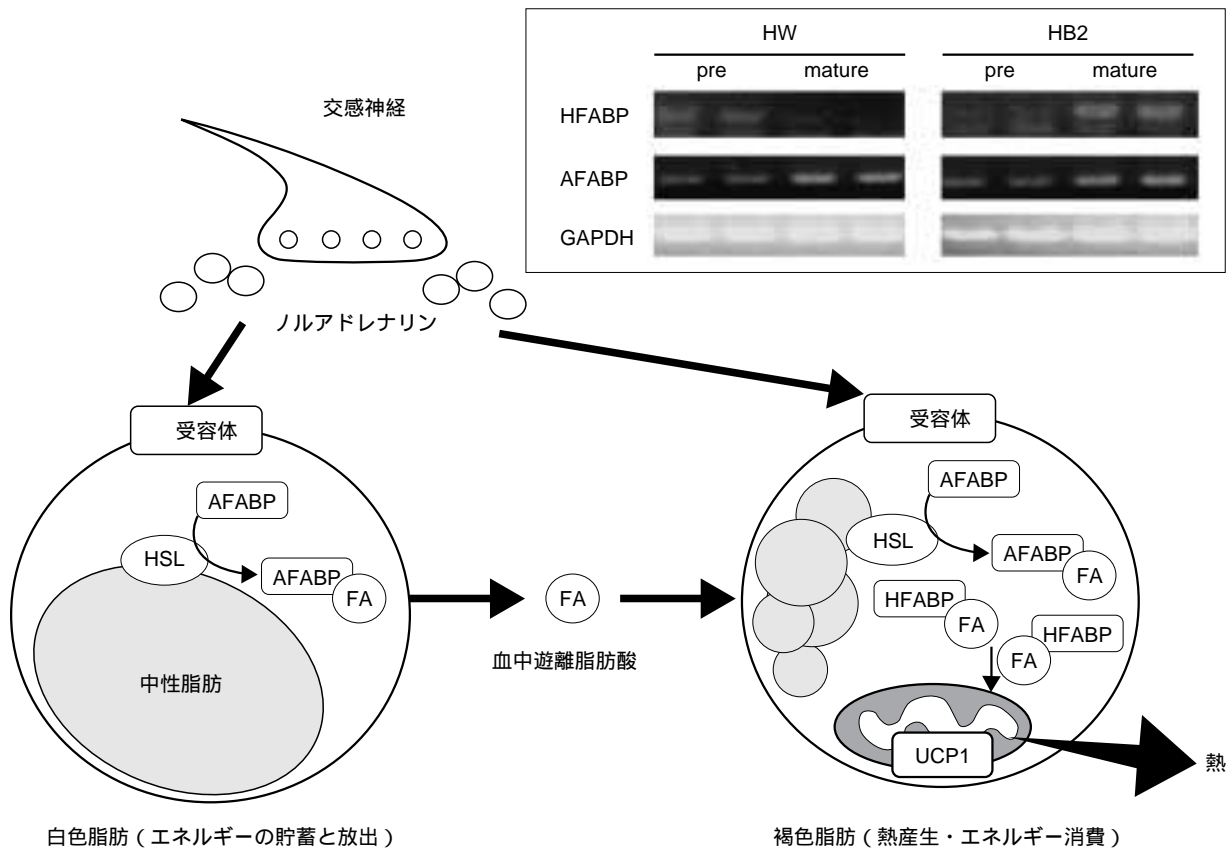 HW HB2
pre mature pre mature
HFABP
AFABP
GAPDH
交感神経
ノルアドレナリン
受容体
受容体
AFABP
HSL
AFABP
FA
中性脂肪
FA
血中遊離脂肪酸
AFABP
HSL
AFABP
FA
HFABP
FA
HFABP
FA
UCP1
熱
白色脂肪(エネルギーの貯蓄と放出)
褐色脂肪(熱産生・エネルギー消費)